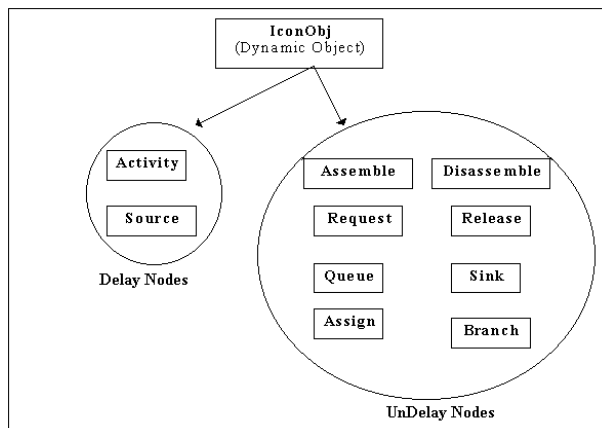 IconObj
(Dynamic Object)
Activity
Source
Delay Nodes
Assemble
Disassemble
Request
Release
Queue
Sink
Assign
Branch
UnDelay Nodes